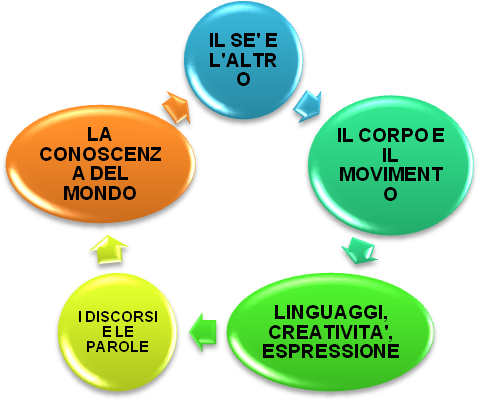 IL SE' E
L'ALTR
O
IL CORPO E
IL
MOVIMENT
O
LINGUAGGI,
CREATIVITA',
ESPRESSIONE
I DISCORSI
E LE
PAROLE
LA
CONOSCENZ
A DEL
MONDO